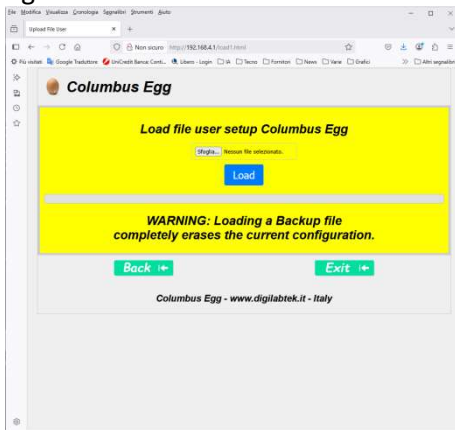 File Modifica Visualizza Cronologia Segnalibri Strumenti Aiuto
Upload File User
Non sicuro http://192.168.4.1/load1.html
Più visitati Google Traduttore UniCredit Banca: Conti... Libero - Login IA Tecno Fornitori News Varie Grafici Altri segnalibri
Columbus Egg
Load file user setup Columbus Egg
Sfoglia... Nessun file selezionato.
Load
WARNING: Loading a Backup file
completely erases the current configuration.
Back Exit
Columbus Egg - www.digilabtek.it - Italy